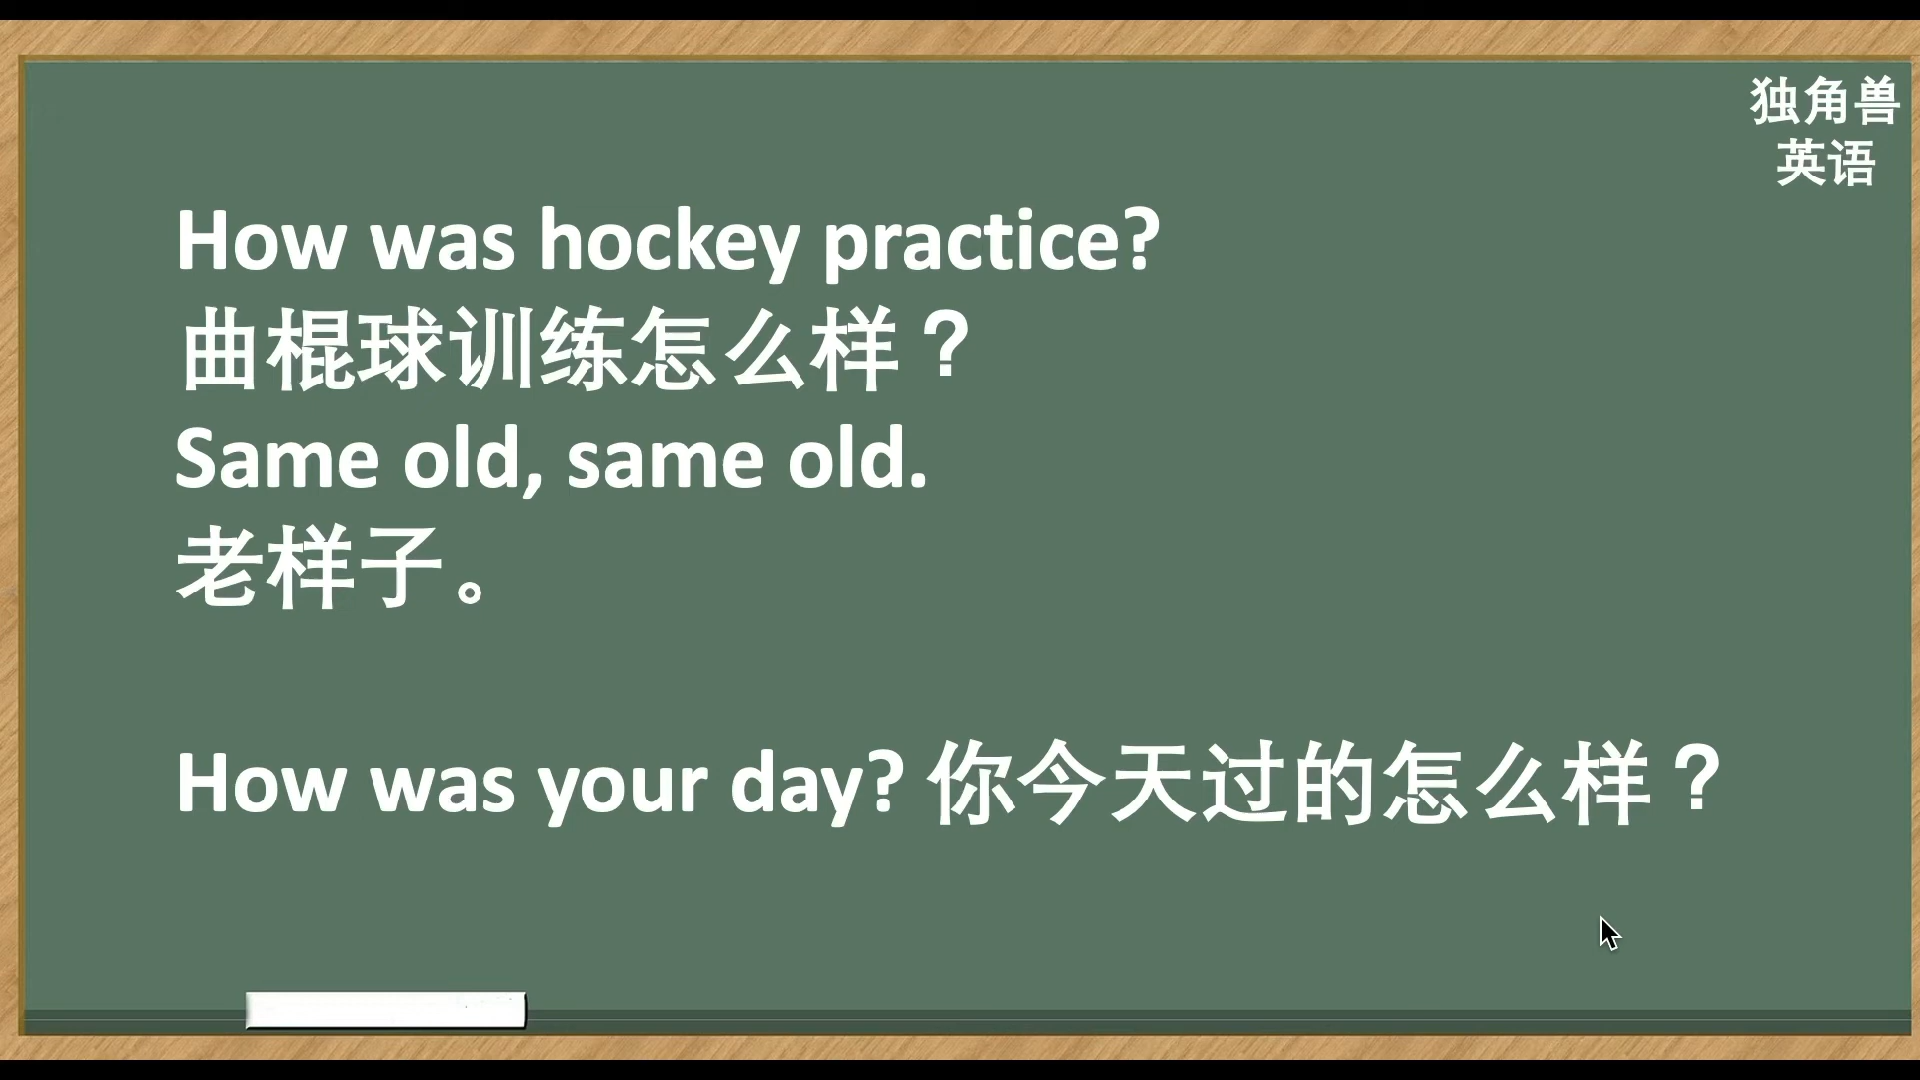 独角兽
英语
How was hockey practice?
曲棍球训练怎么样？
Same old, same old.
老样子。
How was your day? 你今天过的怎么样？